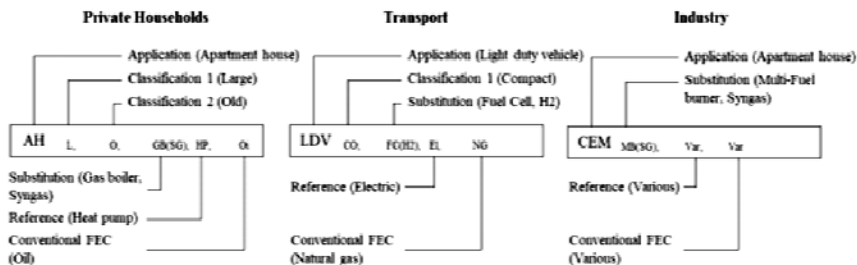 Private Households
Application (Apartment house)
Classification 1 (Large)
Classification 2 (Old)
AH L, O, GB(SG), HP, Ot
Substitution (Gas boiler,
Syngas)
Reference (Heat pump)
Conventional FEC
(Oil)
Transport
Application (Light duty vehicle)
Classification 1 (Compact)
Substitution (Fuel Cell, H2)
LDV CO, FC(H2), EL NG
Reference (Electric)
Conventional FEC
(Natural gas)
Industry
Application (Apartment house)
Substitution (Multi-Fuel
burner, Syngas)
CEM MB(SG), Var, Var
Reference (Various)
Conventional FEC
(Various)